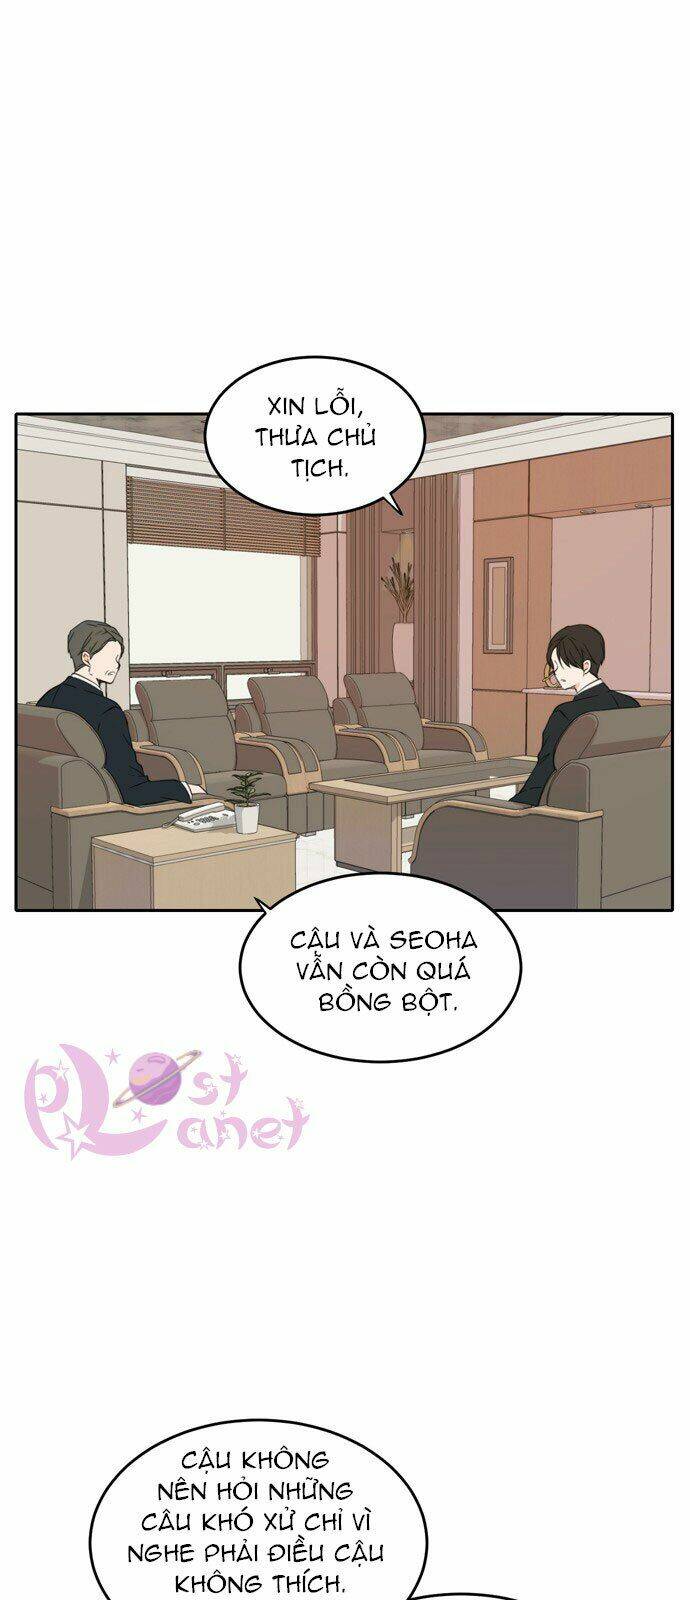 XIN LỖI,
THƯA CHỦ
TỊCH.
CẬU VÀ SEOHA
VẪN CÒN QUÁ
BỒNG BỘT.
Lost
Planet
CẬU KHÔNG
NÊN HỎI NHỮNG
CÂU KHÓ XỬ CHỈ VÌ
NGHE PHẢI ĐIỀU CẬU
KHÔNG THÍCH.